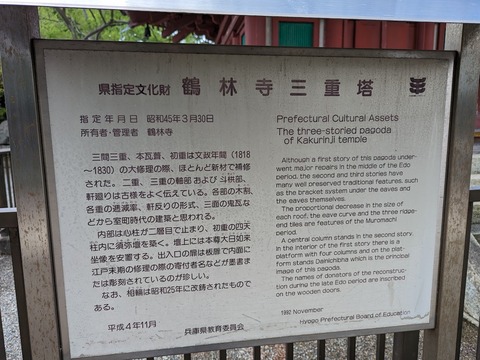 県指定文化財 鶴林寺三重塔
指定年月日 昭和45年3月30日
所有者・管理者 鶴林寺
三間三重、本瓦葺、初重は文政年間(1818
~1830)の大修理の際、ほとんど新材で補修
された。二重、三重の軸部および斗栱部、
軒廻りは古様をよく伝えている。各部の木割、
各重の逓減率、軒反りの形式、三面の鬼瓦な
どから室町時代の建築と思われる。
内部は心柱が二層目で止まり、初重の四天
柱内に須弥壇を築く。壇上には本尊大日如来
坐像を安置する。出入口の扉は板唐で内面に
江戸末期の修理の際の寄付者名などが墨書ま
たは彫刻されているのが珍しい。
なお、相輪は昭和25年に改鋳されたもので
ある。
平成4年11月 兵庫県教育委員会
Prefectural Cultural Assets
The three-storied pagoda
of Kakurinji temple
Although a first story of this pagoda under-
went major repairs in the middle of the Edo
period, the second and third stories have
many well preserved traditional features, such
as the bracket system under the eaves and
the eaves themselves.
The proportional decrease in the size of
each roof, the eave curve and the three ridge-
end tiles are features of the Muromachi
period.
A central column stands in the second story.
In the interior of the first story there is a
platform with four columns and on the plat-
form stands Dainichibha which is the principal
image of this pagoda.
The names of donators of the reconstruc-
tion during the late Edo period are inscribed
on the wooden doors.
1992 November
Hyogo Prefectural Board of Education